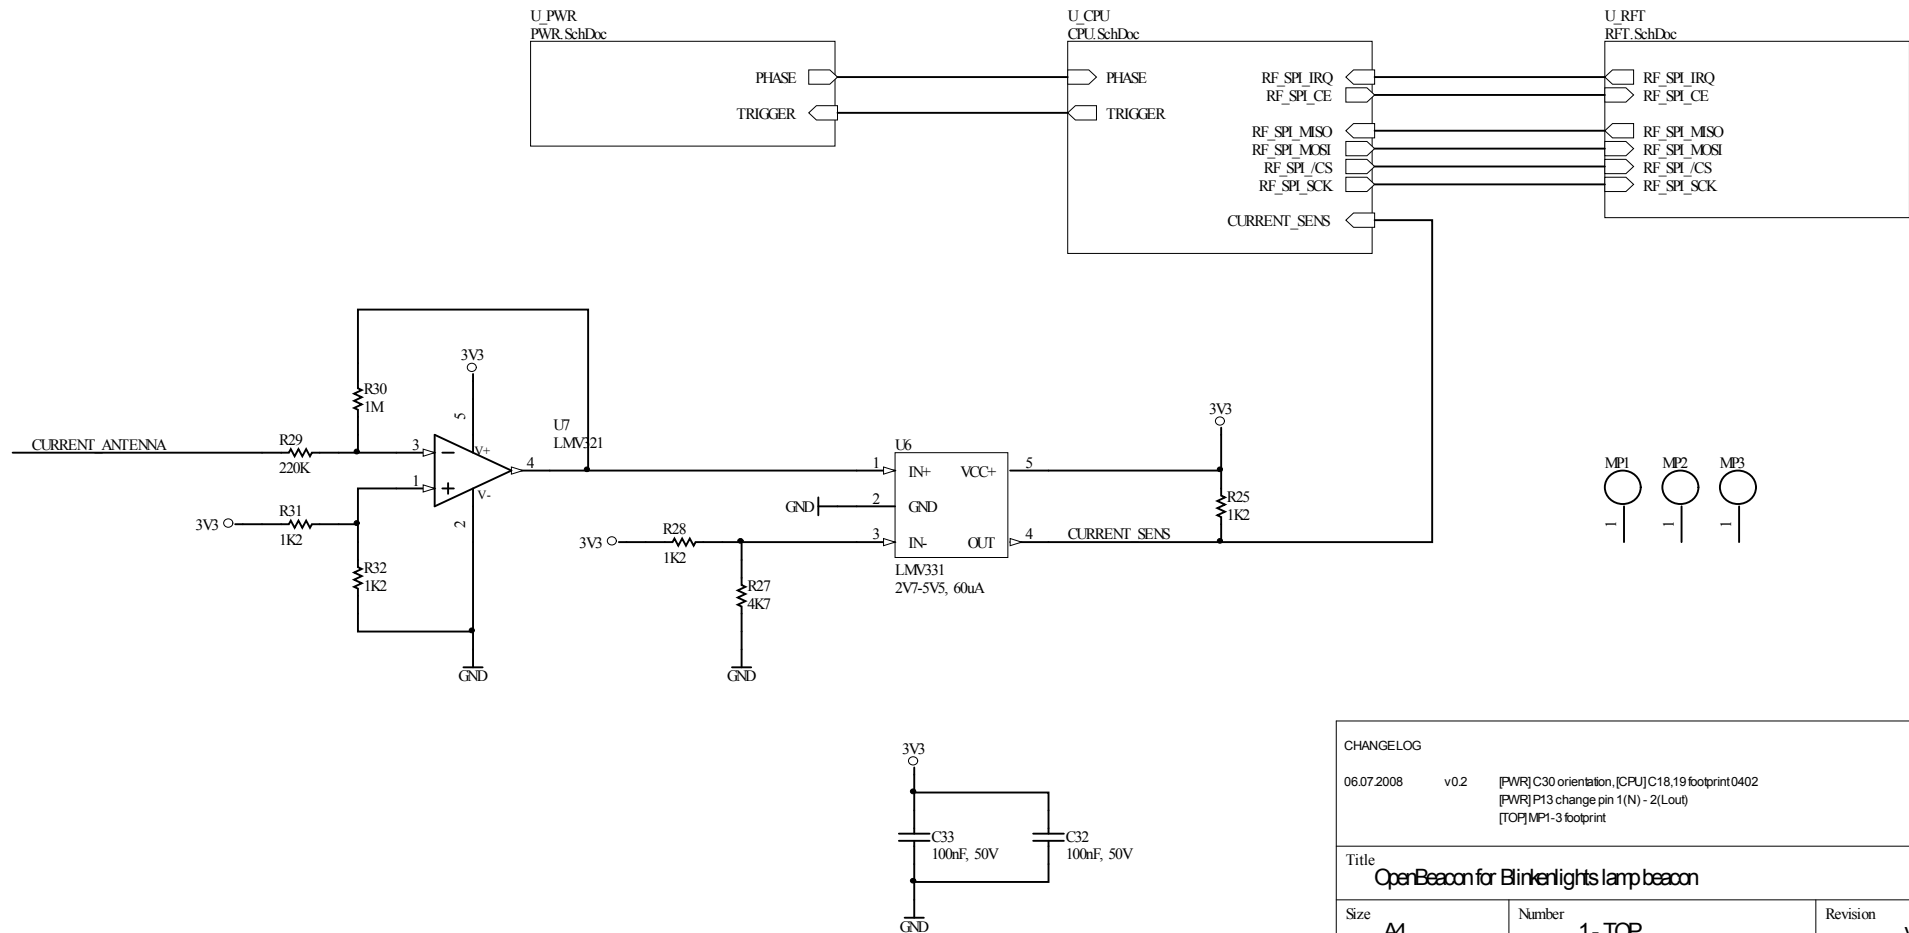 U_PWR
PWR.SchDoc
PHASE
TRIGGER
U_CPU
CPU.SchDoc
PHASE
TRIGGER
RF_SPI_IRQ
RF_SPI_CE
RF_SPI_MISO
RF_SPI_MOSI
RF_SPI_/CS
RF_SPI_SCK
CURRENT_SENS
U_RFT
RFT.SchDoc
RF_SPI_IRQ
RF_SPI_CE
RF_SPI_MISO
RF_SPI_MOSI
RF_SPI_/CS
RF_SPI_SCK
CURRENT_ANTENNA
R29
220K
R30
1M
3V3
5
U7
LMV321
3
V+
4
1
V-
2
3V3
R31
1K2
R32
1K2
GND
3V3
R28
1K2
R27
4K7
GND
U6
1 IN+ VCC+ 5
GND 2 GND
3 IN- OUT 4
LMV331
2V7-5V5, 60uA
3V3
R25
1K2
CURRENT_SENS
MP1 MP2 MP3
1 1 1
3V3
C33
100nF, 50V
C32
100nF, 50V
GND
CHANGELOG
06.07.2008 v0.2 [PWR] C30 orientation, [CPU] C18,19 footprint 0402
[PWR] P13 change pin 1(N) - 2(Lout)
[TOP] MP1-3 footprint
Title
OpenBeacon for Blinkenlights lamp beacon
Size Number Revision
A4 1 - TOP